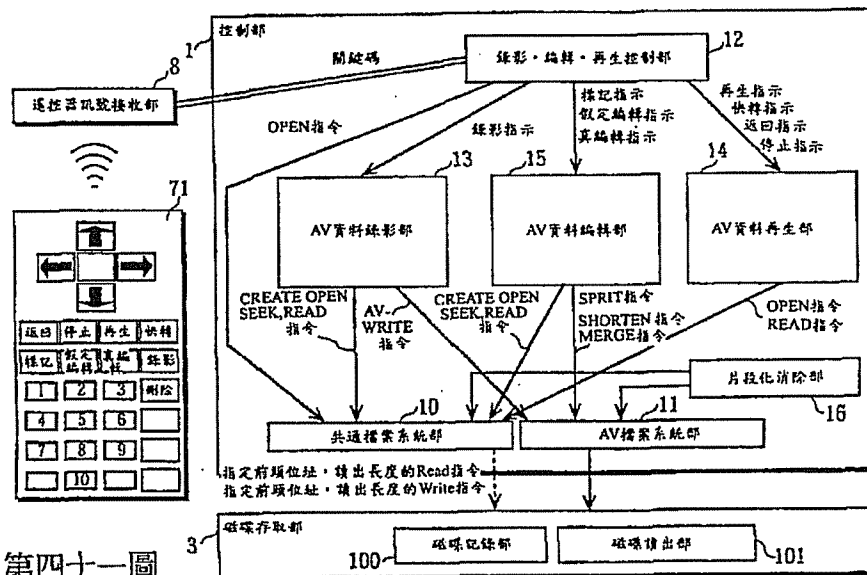 1
控制部
8
關鍵碼
12
錄影・編輯・再生控制部
遙控器訊號接收部
OPEN指令
錄影指示
標記指示
假定編輯指示
真編輯指示
再生指示
快轉指示
返回指示
停止指示
13
15
14
71
AV資料錄影部
AV資料編輯部
AV資料再生部
CREATE OPEN
SEEK,READ
指令
AV-
WRITE
指令
CREATE OPEN
SEEK,READ
指令
SPRIT指令
SHORTEN指令
MERGE指令
OPEN指令
READ指令
返回
停止
再生
快轉
標記
假定
編輯
真編
輯
錄影
1
2
3
刪除
4
5
6
7
8
9
10
片段化消除部
16
10
11
共通檔案系統部
AV檔案系統部
指定前頭位址,讀出長度的Read指令
指定前頭位址,讀出長度的Write指令
3
磁碟存取部
100
磁碟記錄部
磁碟讀出部
101
第四十一圖